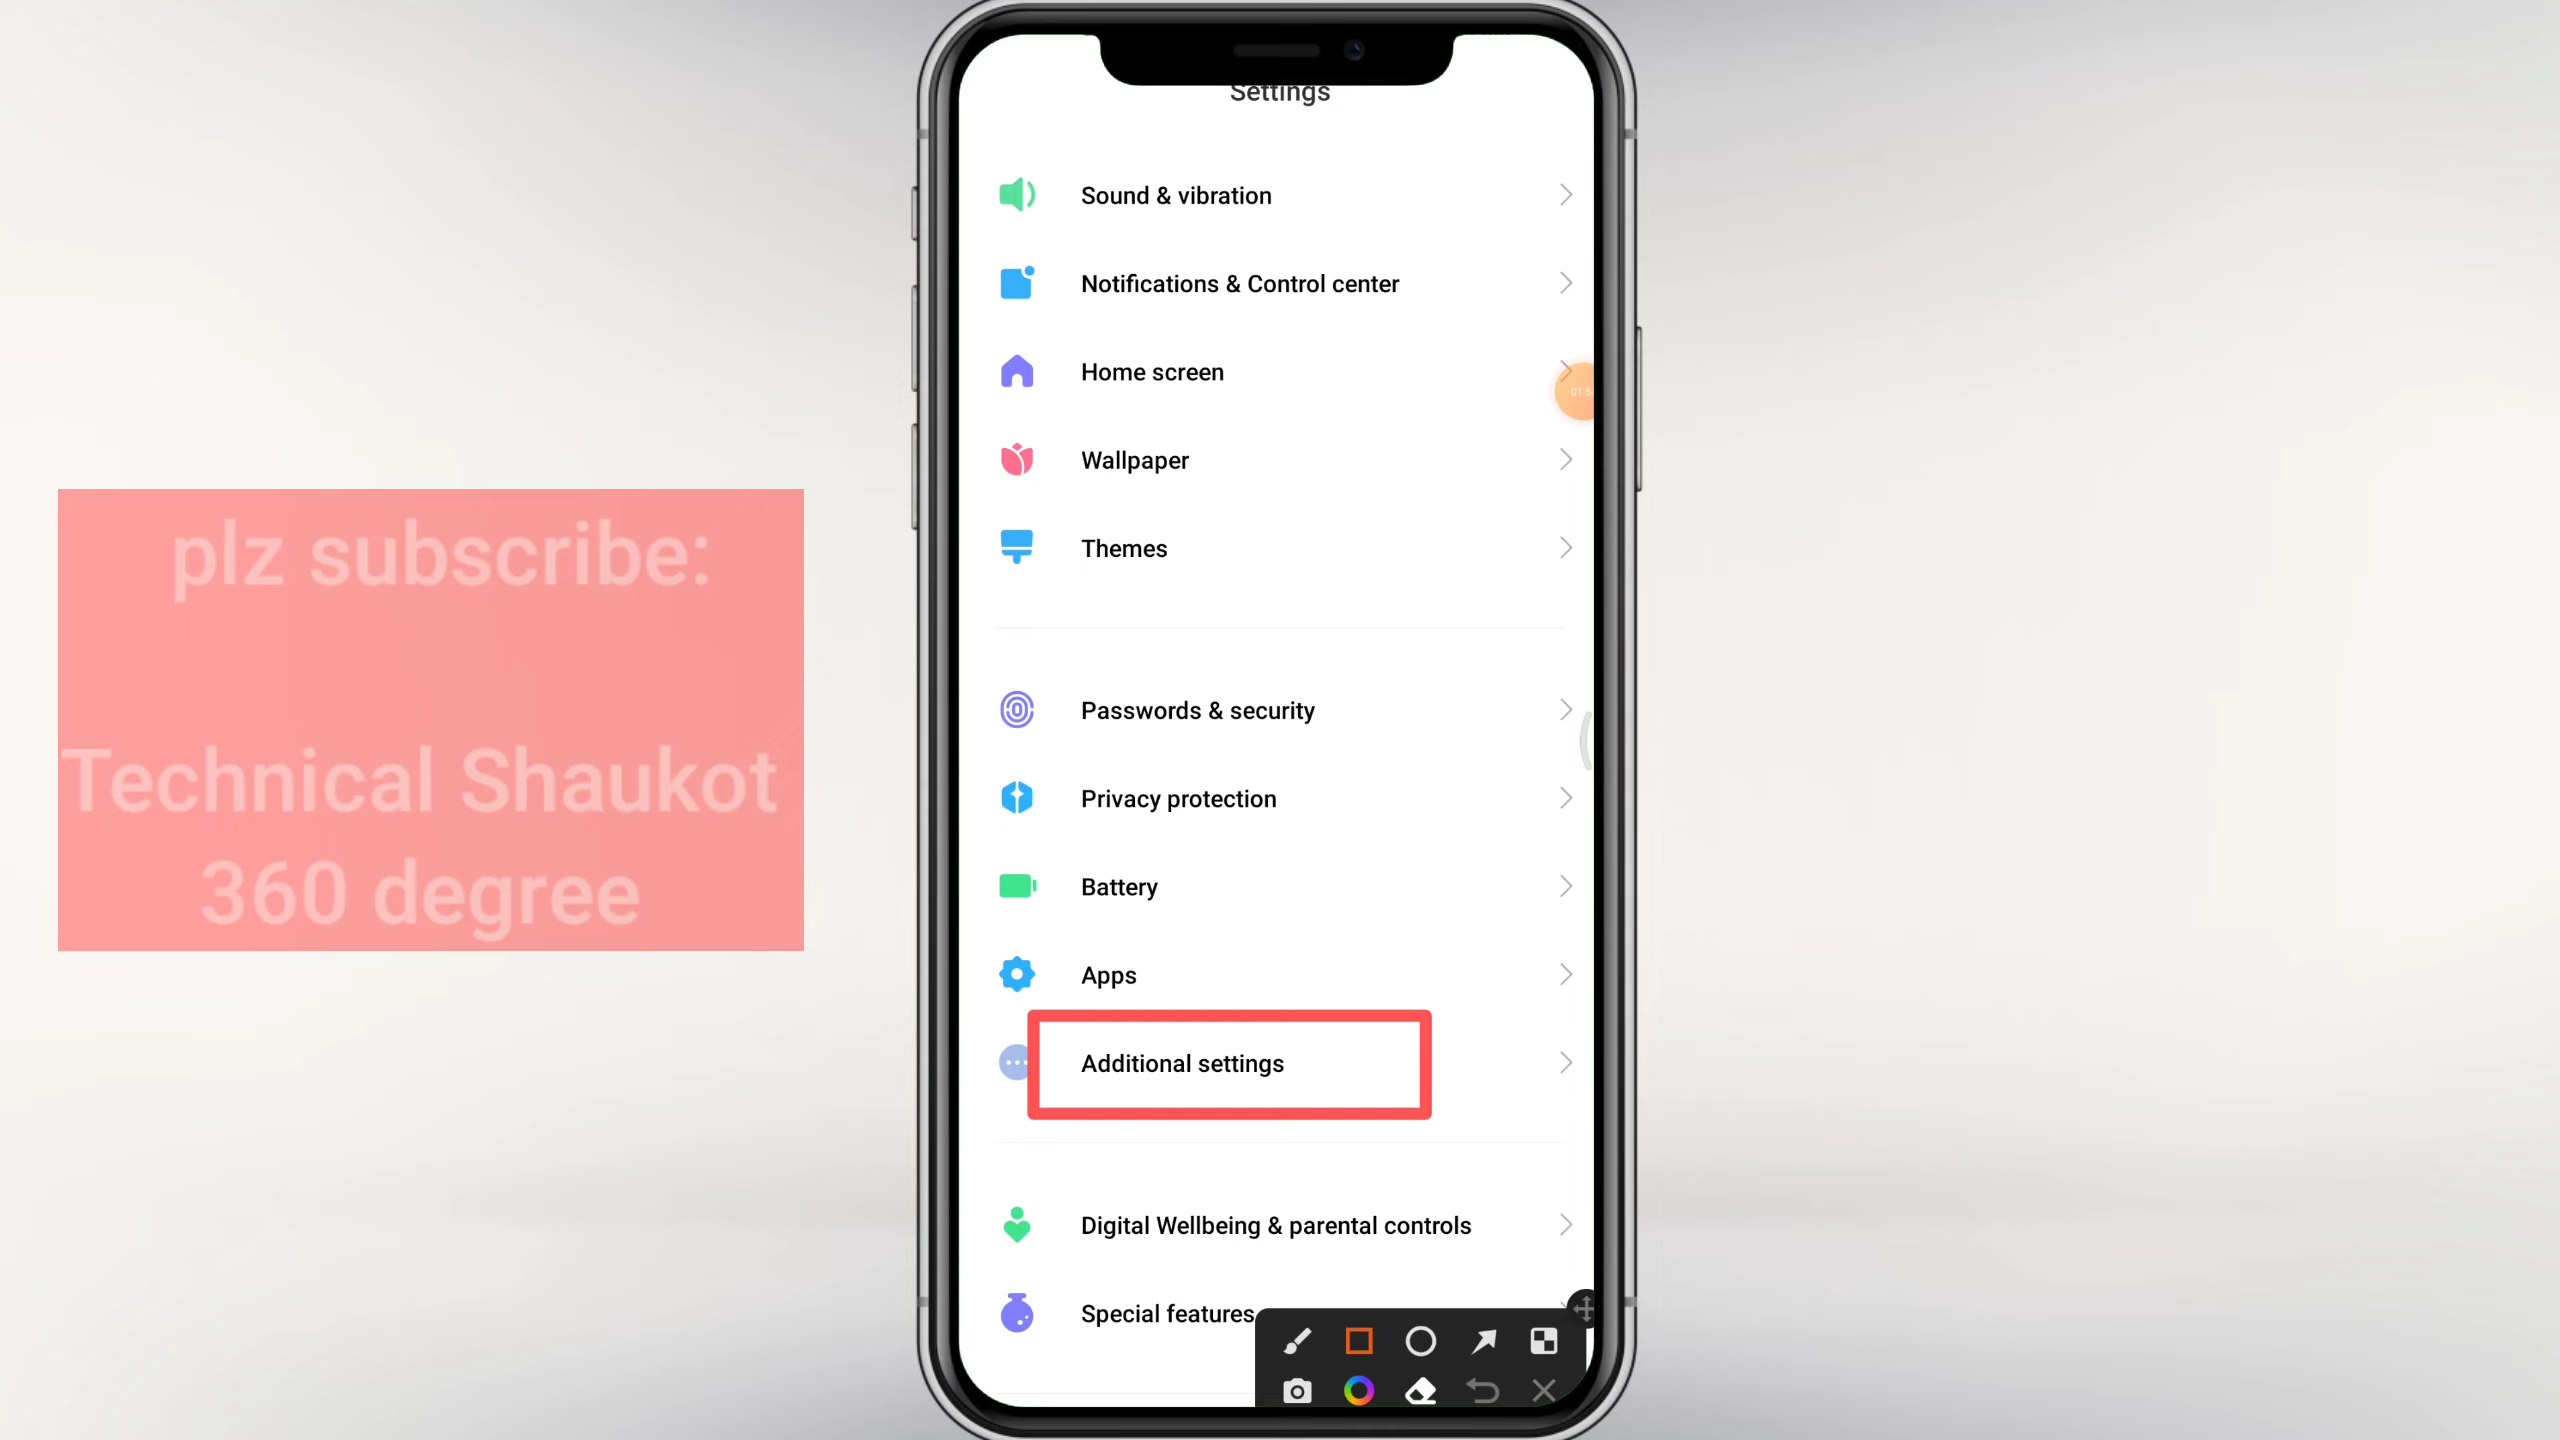 Settings
Sound & vibration
Notifications & Control center
Home screen
Wallpaper
Themes
plz subscribe:
Technical Shaukot
360 degree
Passwords & security
Privacy protection
Battery
Apps
Additional settings
Digital Wellbeing & parental controls
Special features